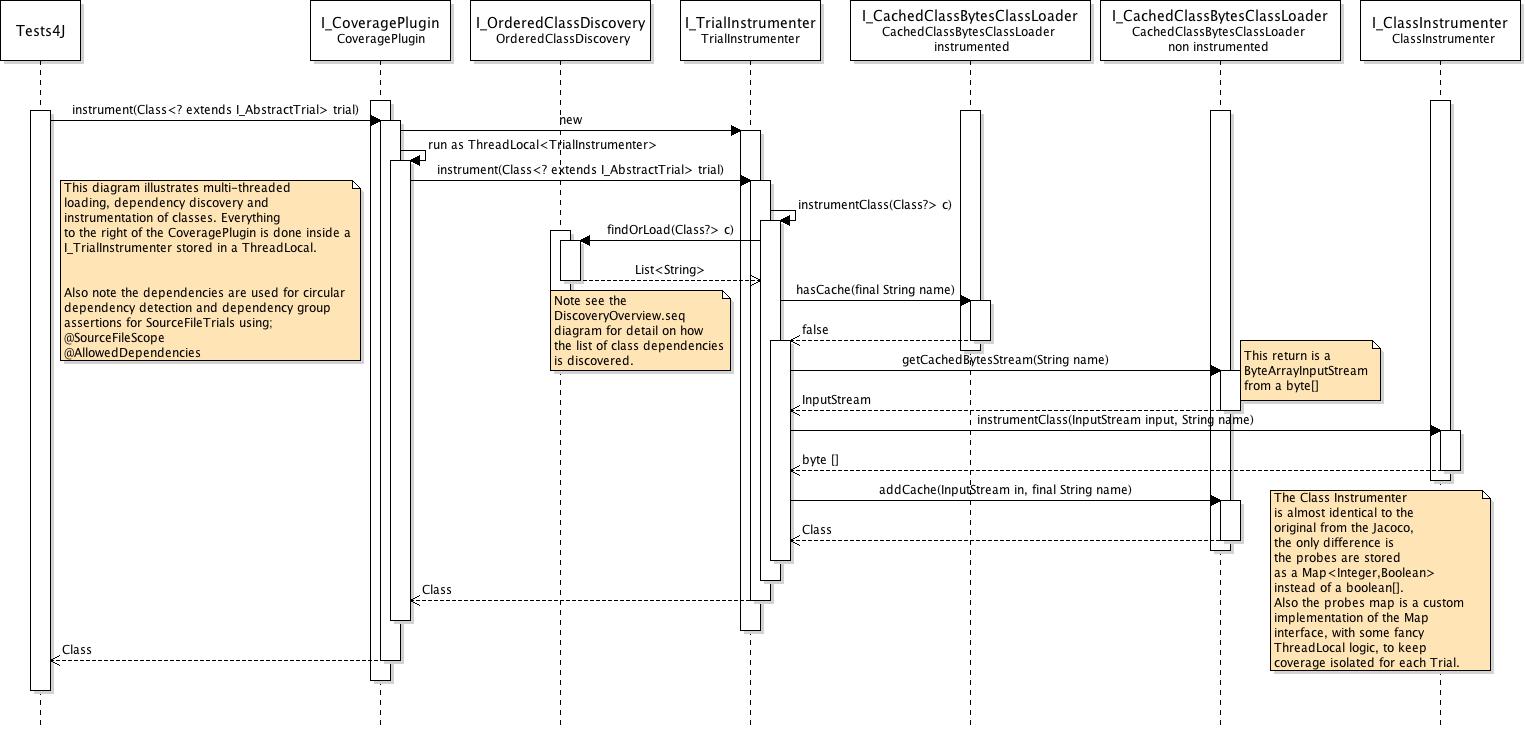 Tests4J
I_CoveragePlugin
CoveragePlugin
I_OrderedClassDiscovery
OrderedClassDiscovery
I_TrialInstrumenter
TrialInstrumenter
I_CachedClassBytesClassLoader
CachedClassBytesClassLoader
instrumented
I_CachedClassBytesClassLoader
CachedClassBytesClassLoader
non instrumented
I_ClassInstrumenter
ClassInstrumenter
instrument(Class<? extends I_AbstractTrial> trial)
new
run as ThreadLocal<TrialInstrumenter>
instrument(Class<? extends I_AbstractTrial> trial)
This diagram illustrates multi-threaded
loading, dependency discovery and
instrumentation of classes. Everything
to the right of the CoveragePlugin is done inside a
I_TrialInstrumenter stored in a ThreadLocal.
Also note the dependencies are used for circular
dependency detection and dependency group
assertions for SourceFileTrials using;
@SourceFileScope
@AllowedDependencies
instrumentClass(Class?> c)
findOrLoad(Class?> c)
List<String>
Note see the
DiscoveryOverview.seq
diagram for detail on how
the list of class dependencies
is discovered.
hasCache(final String name)
false
getCachedBytesStream(String name)
This return is a
ByteArrayInputStream
from a byte[]
InputStream
instrumentClass(InputStream input, String name)
byte []
addCache(InputStream in, final String name)
Class
The Class Instrumenter
is almost identical to the
original from the Jacoco,
the only difference is
the probes are stored
as a Map<Integer,Boolean>
instead of a boolean[].
Also the probes map is a custom
implementation of the Map
interface, with some fancy
ThreadLocal logic, to keep
coverage isolated for each Trial.
Class
Class